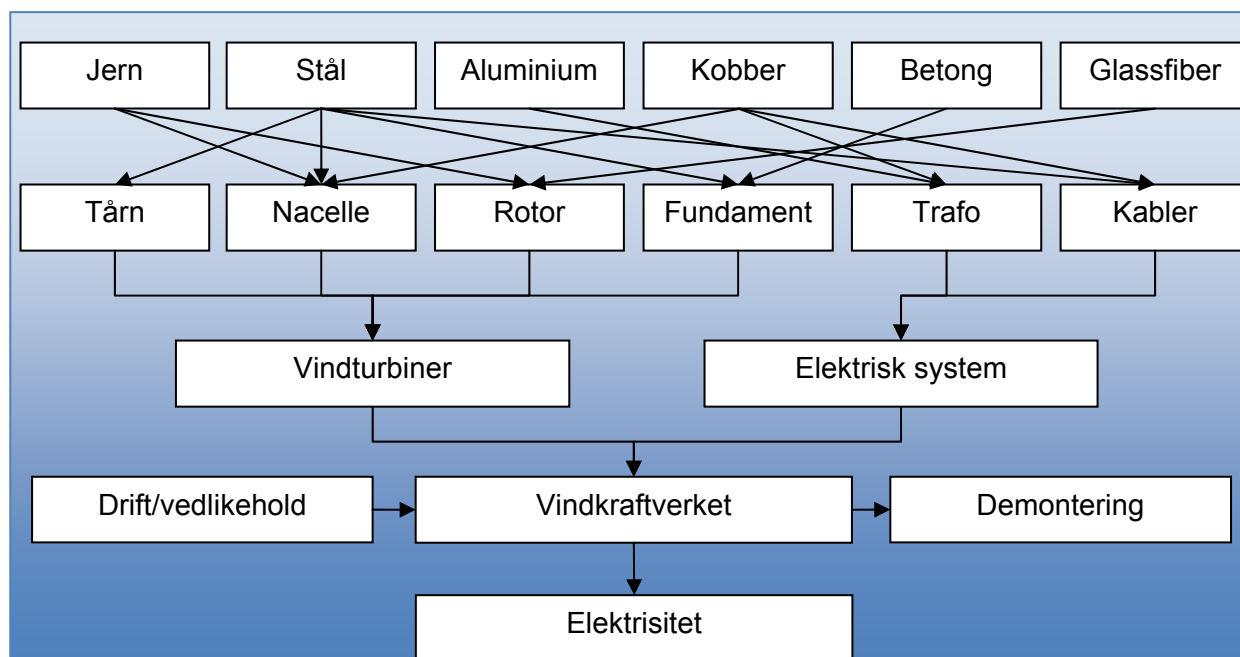 Jern
Stål
Aluminium
Kobber
Betong
Glassfiber
Tårn
Nacelle
Rotor
Fundament
Trafo
Kabler
Vindturbiner
Elektrisk system
Drift/vedlikehold
Vindkraftverket
Demontering
Elektrisitet